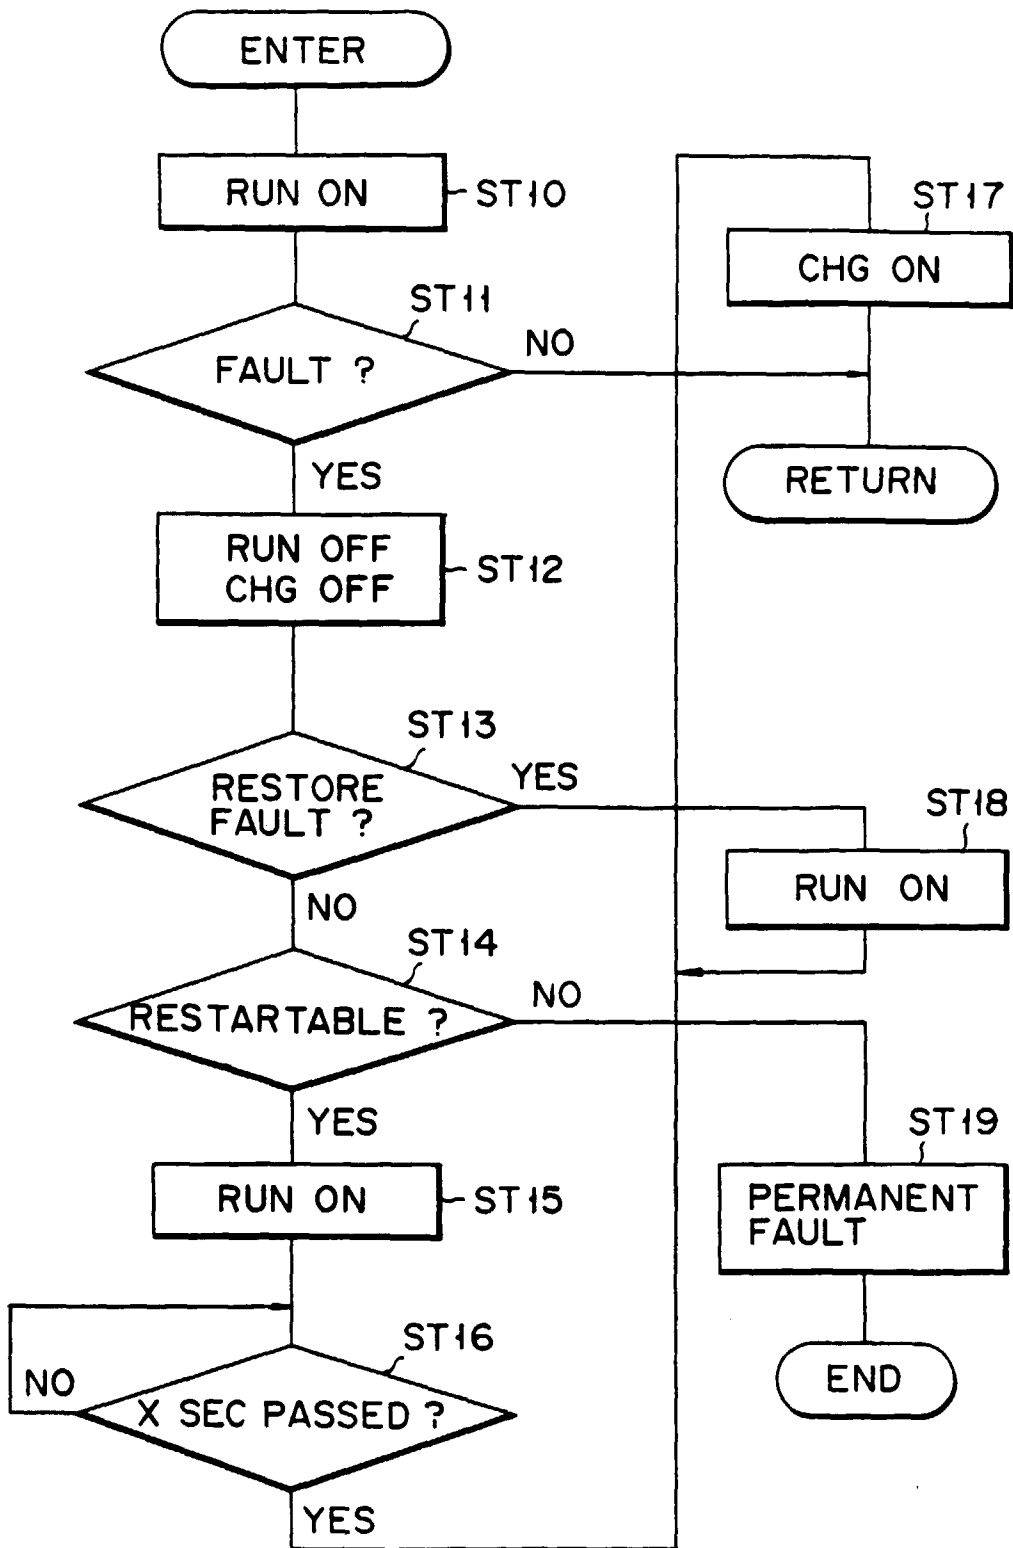 ENTER
RUN ON
ST10
ST17
CHG ON
ST11
FAULT ?
NO
YES
RETURN
RUN OFF
CHG OFF
ST12
ST13
RESTORE
FAULT ?
YES
ST18
RUN ON
NO
ST14
RESTARTABLE ?
NO
YES
ST19
PERMANENT
FAULT
RUN ON
ST15
ST16
NO
X SEC PASSED ?
END
YES